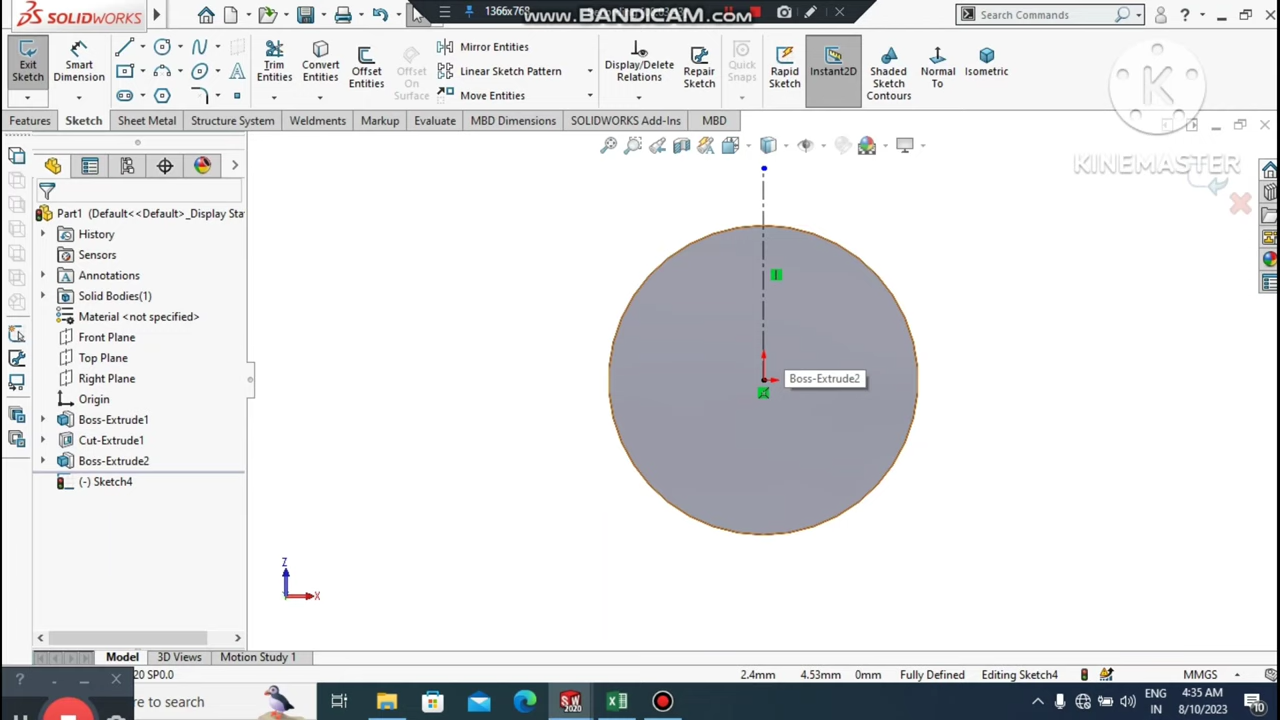 SOLIDWORKS
1366x768
www.BANDICAM.com
Search Commands
Exit Sketch
Smart Dimension
Trim Entities
Convert Entities
Offset Entities
Offset On Surface
Mirror Entities
Linear Sketch Pattern
Move Entities
Display/Delete Relations
Repair Sketch
Quick Snaps
Rapid Sketch
Instant2D
Shaded Sketch Contours
Normal To
Isometric
K
KINEMASTER
Features
Sketch
Sheet Metal
Structure System
Weldments
Markup
Evaluate
MBD Dimensions
SOLIDWORKS Add-Ins
MBD
Part1 (Default<<Default>_Display Sta
History
Sensors
Annotations
Solid Bodies(1)
Material <not specified>
Front Plane
Top Plane
Right Plane
Origin
Boss-Extrude1
Cut-Extrude1
Boss-Extrude2
(-) Sketch4
Boss-Extrude2
Z
X
Model
3D Views
Motion Study 1
20 SP0.0
2.4mm
4.53mm
0mm
Fully Defined
Editing Sketch4
MMGS
re to search
SW
2020
ENG
IN
4:35 AM
8/10/2023
10